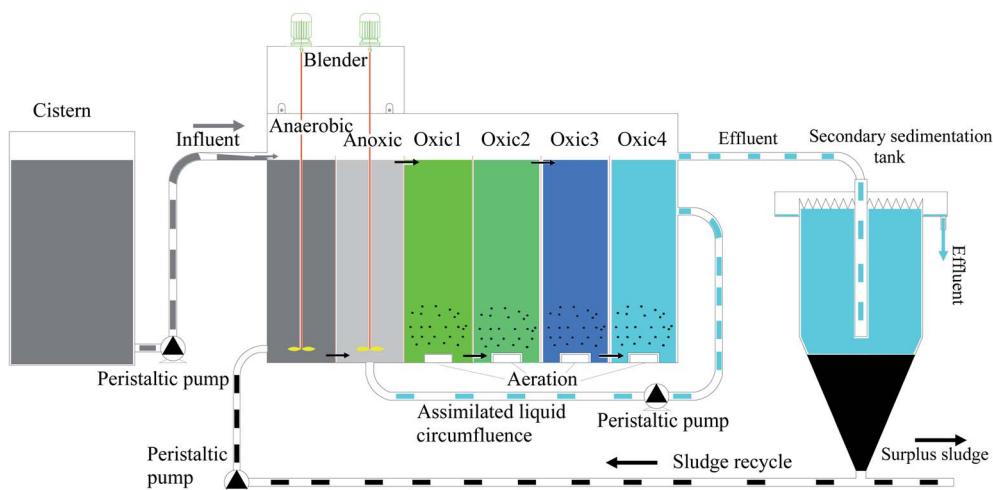 Blender
Cistern
Influent
Anaerobic
Anoxic
Oxic1
Oxic2
Oxic3
Oxic4
Effluent
Secondary sedimentation
tank
Effluent
Peristaltic pump
Aeration
Assimilated liquid
circumfluence
Peristaltic pump
Peristaltic
pump
Sludge recycle
Surplus sludge